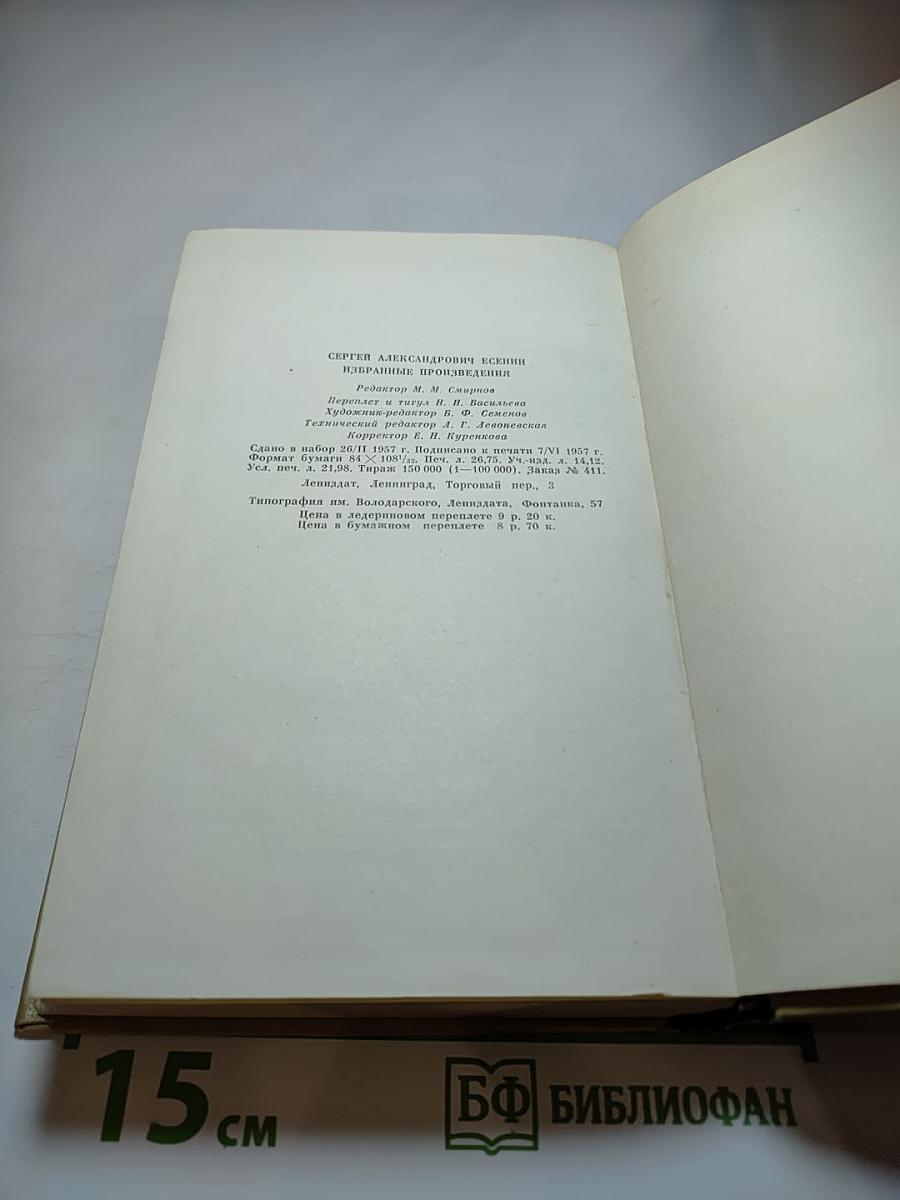 СЕРГЕЙ АЛЕКСАНДРОВИЧ ЕСЕНИН
ИЗБРАННЫЕ ПРОИЗВЕДЕНИЯ
Редактор М. М. Смирнов
Переплет и титул Н. И. Васильева
Художник-редактор Б. Ф. Семенов
Технический редактор Л. Г. Левоневская
Корректор Е. Н. Куренкова
Сдано в набор 26/II 1957 г. Подписано к печати 7/VI 1957 г.
Формат бумаги 84 × 108¹/₃₂. Печ. л. 26,75. Уч.-изд. л. 14,12.
Усл. печ. л. 21,98. Тираж 150 000 (1—100 000). Заказ № 411.
Лениздат, Ленинград, Торговый пер., 3
Типография им. Володарского, Лениздата, Фонтанка, 57
Цена в ледериновом переплете 9 р. 20 к.
Цена в бумажном переплете 8 р. 70 к.
15 см
БФ БИБЛИОФАН